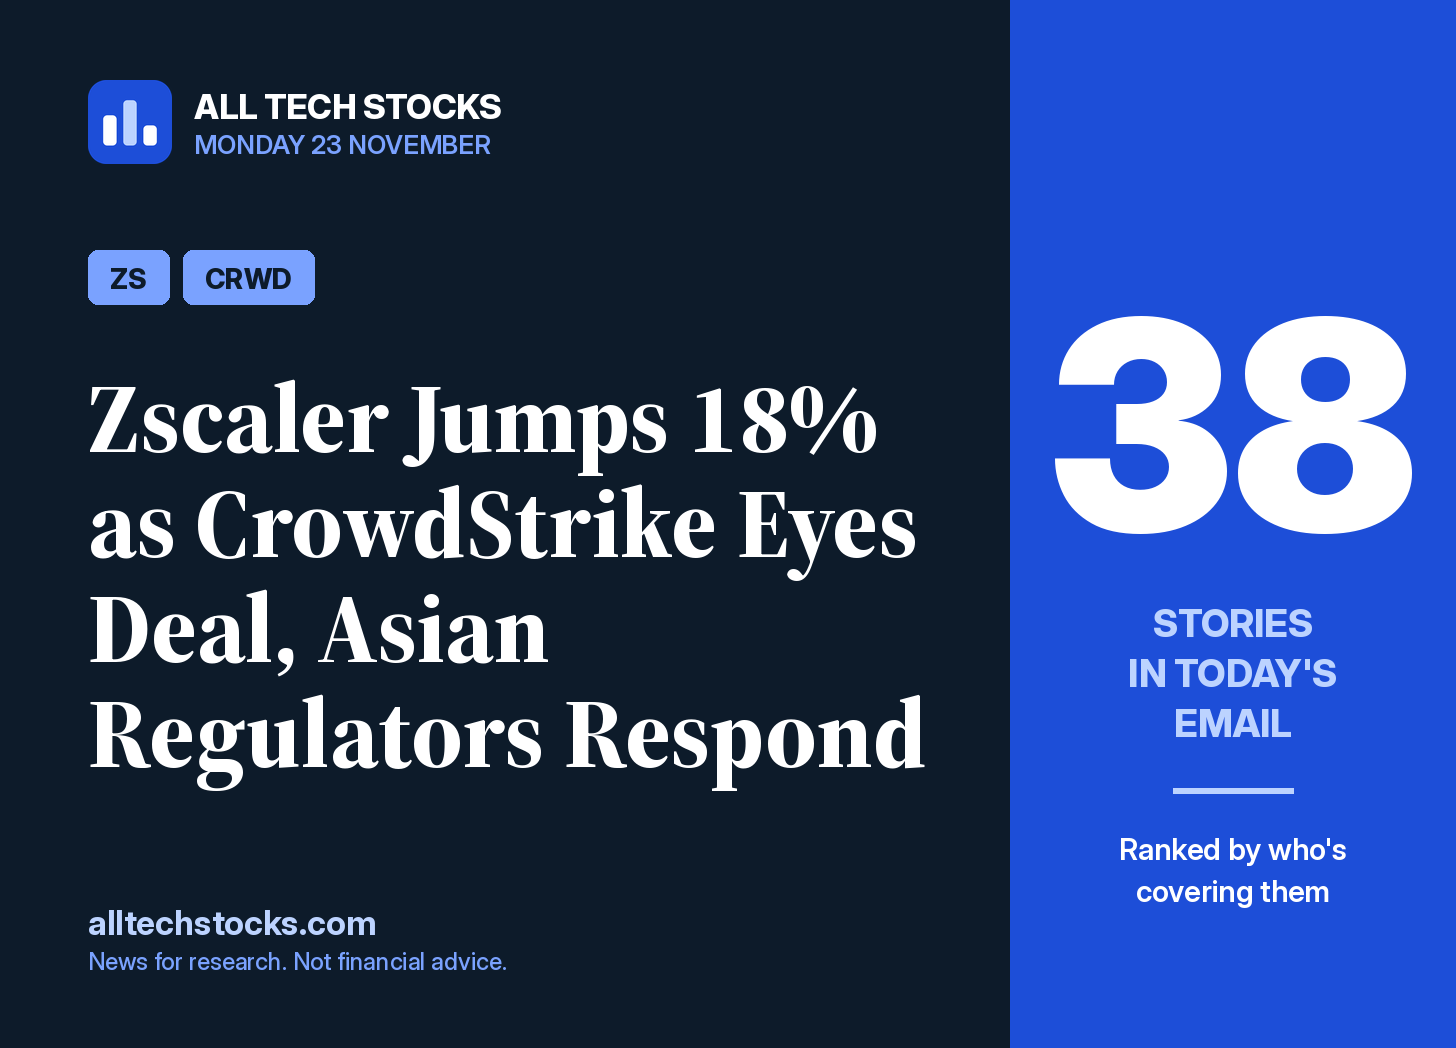 ALL TECH STOCKS
MONDAY 23 NOVEMBER
ZS CRWD
Zscaler Jumps 18%
as CrowdStrike Eyes
Deal, Asian
Regulators Respond
alltechstocks.com
News for research. Not financial advice.
38
STORIES
IN TODAY'S
EMAIL
Ranked by who's
covering them